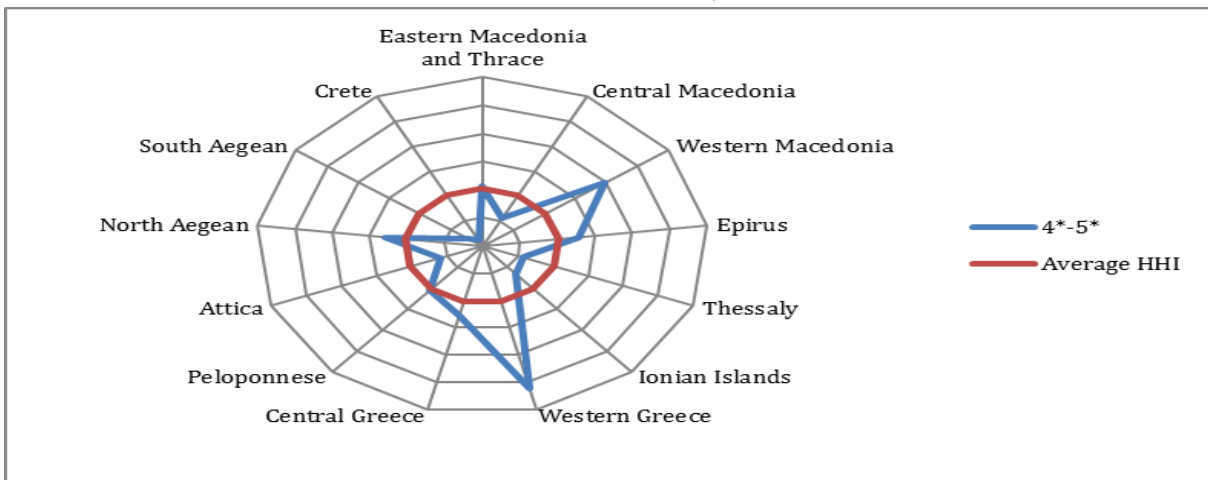 Eastern Macedonia
and Thrace
Central Macedonia
Western Macedonia
Epirus
Thessaly
Ionian Islands
Western Greece
Central Greece
Peloponnese
Attica
North Aegean
South Aegean
Crete
4*-5*
Average HHI